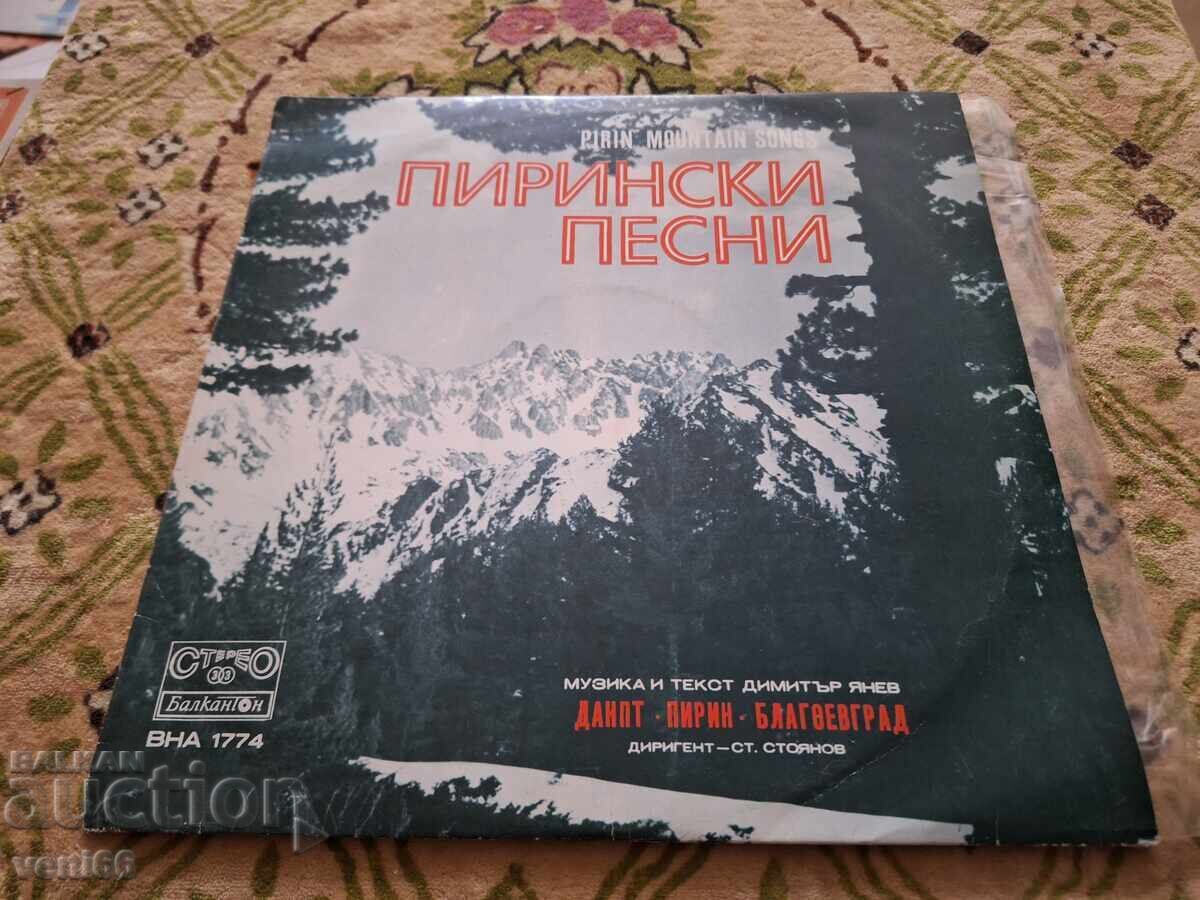 PIRIN MOUNTAIN SONGS
ПИРИНСКИ
ПЕСНИ
СТЕРЕО
33
Балкантон
ВНА 1774
МУЗИКА И ТЕКСТ ДИМИТЪР ЯНЕВ
ДАНПТ • ПИРИН • БЛАГОЕВГРАД
ДИРИГЕНТ – СТ. СТОЯНОВ
BALKAN
auction
veni66